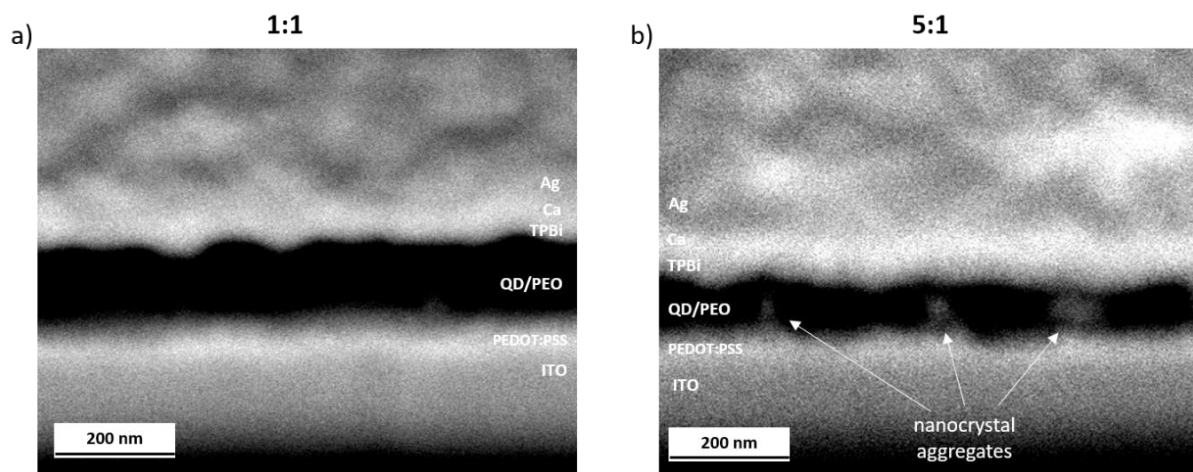 1:1
a)
Ag
Ca
TPBi
QD/PEO
PEDOT:PSS
ITO
200 nm
5:1
b)
Ag
Ca
TPBi
QD/PEO
PEDOT:PSS
ITO
200 nm
nanocrystal
aggregates